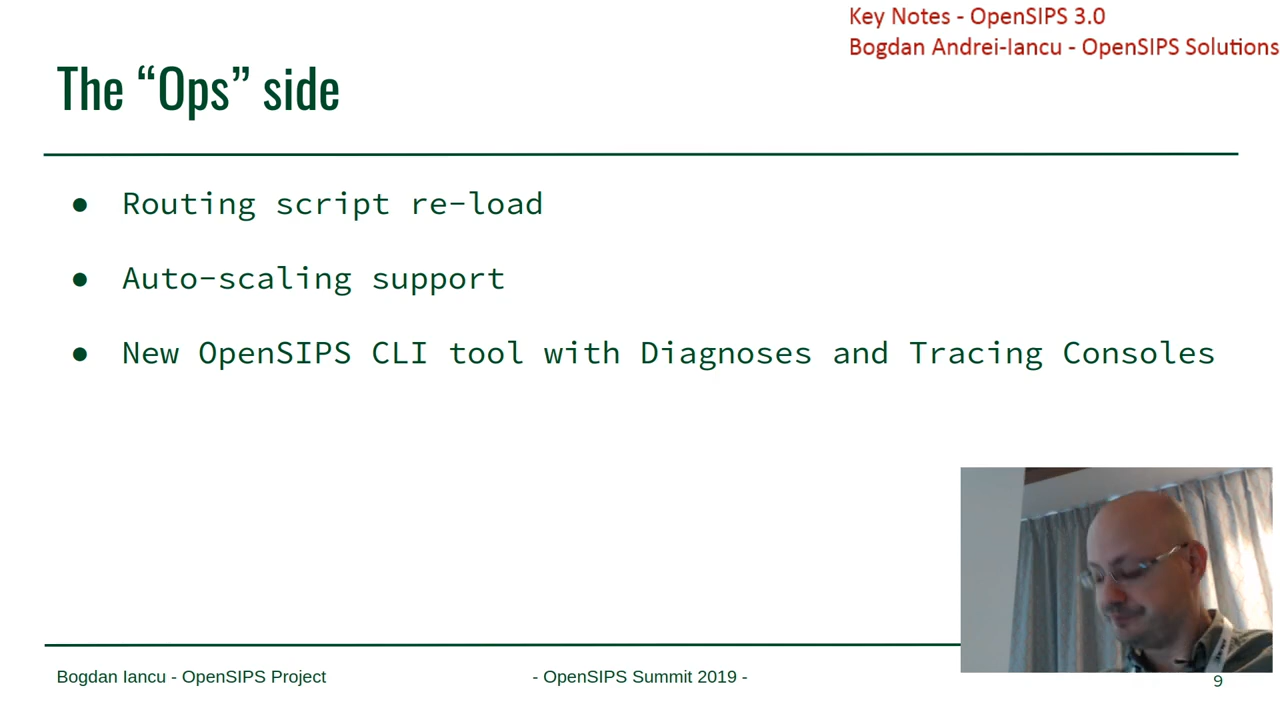 Key Notes - OpenSIPS 3.0
Bogdan Andrei-Iancu - OpenSIPS Solutions
The “Ops” side
● Routing script re-load
● Auto-scaling support
● New OpenSIPS CLI tool with Diagnoses and Tracing Consoles
Bogdan Iancu - OpenSIPS Project
- OpenSIPS Summit 2019 -
9